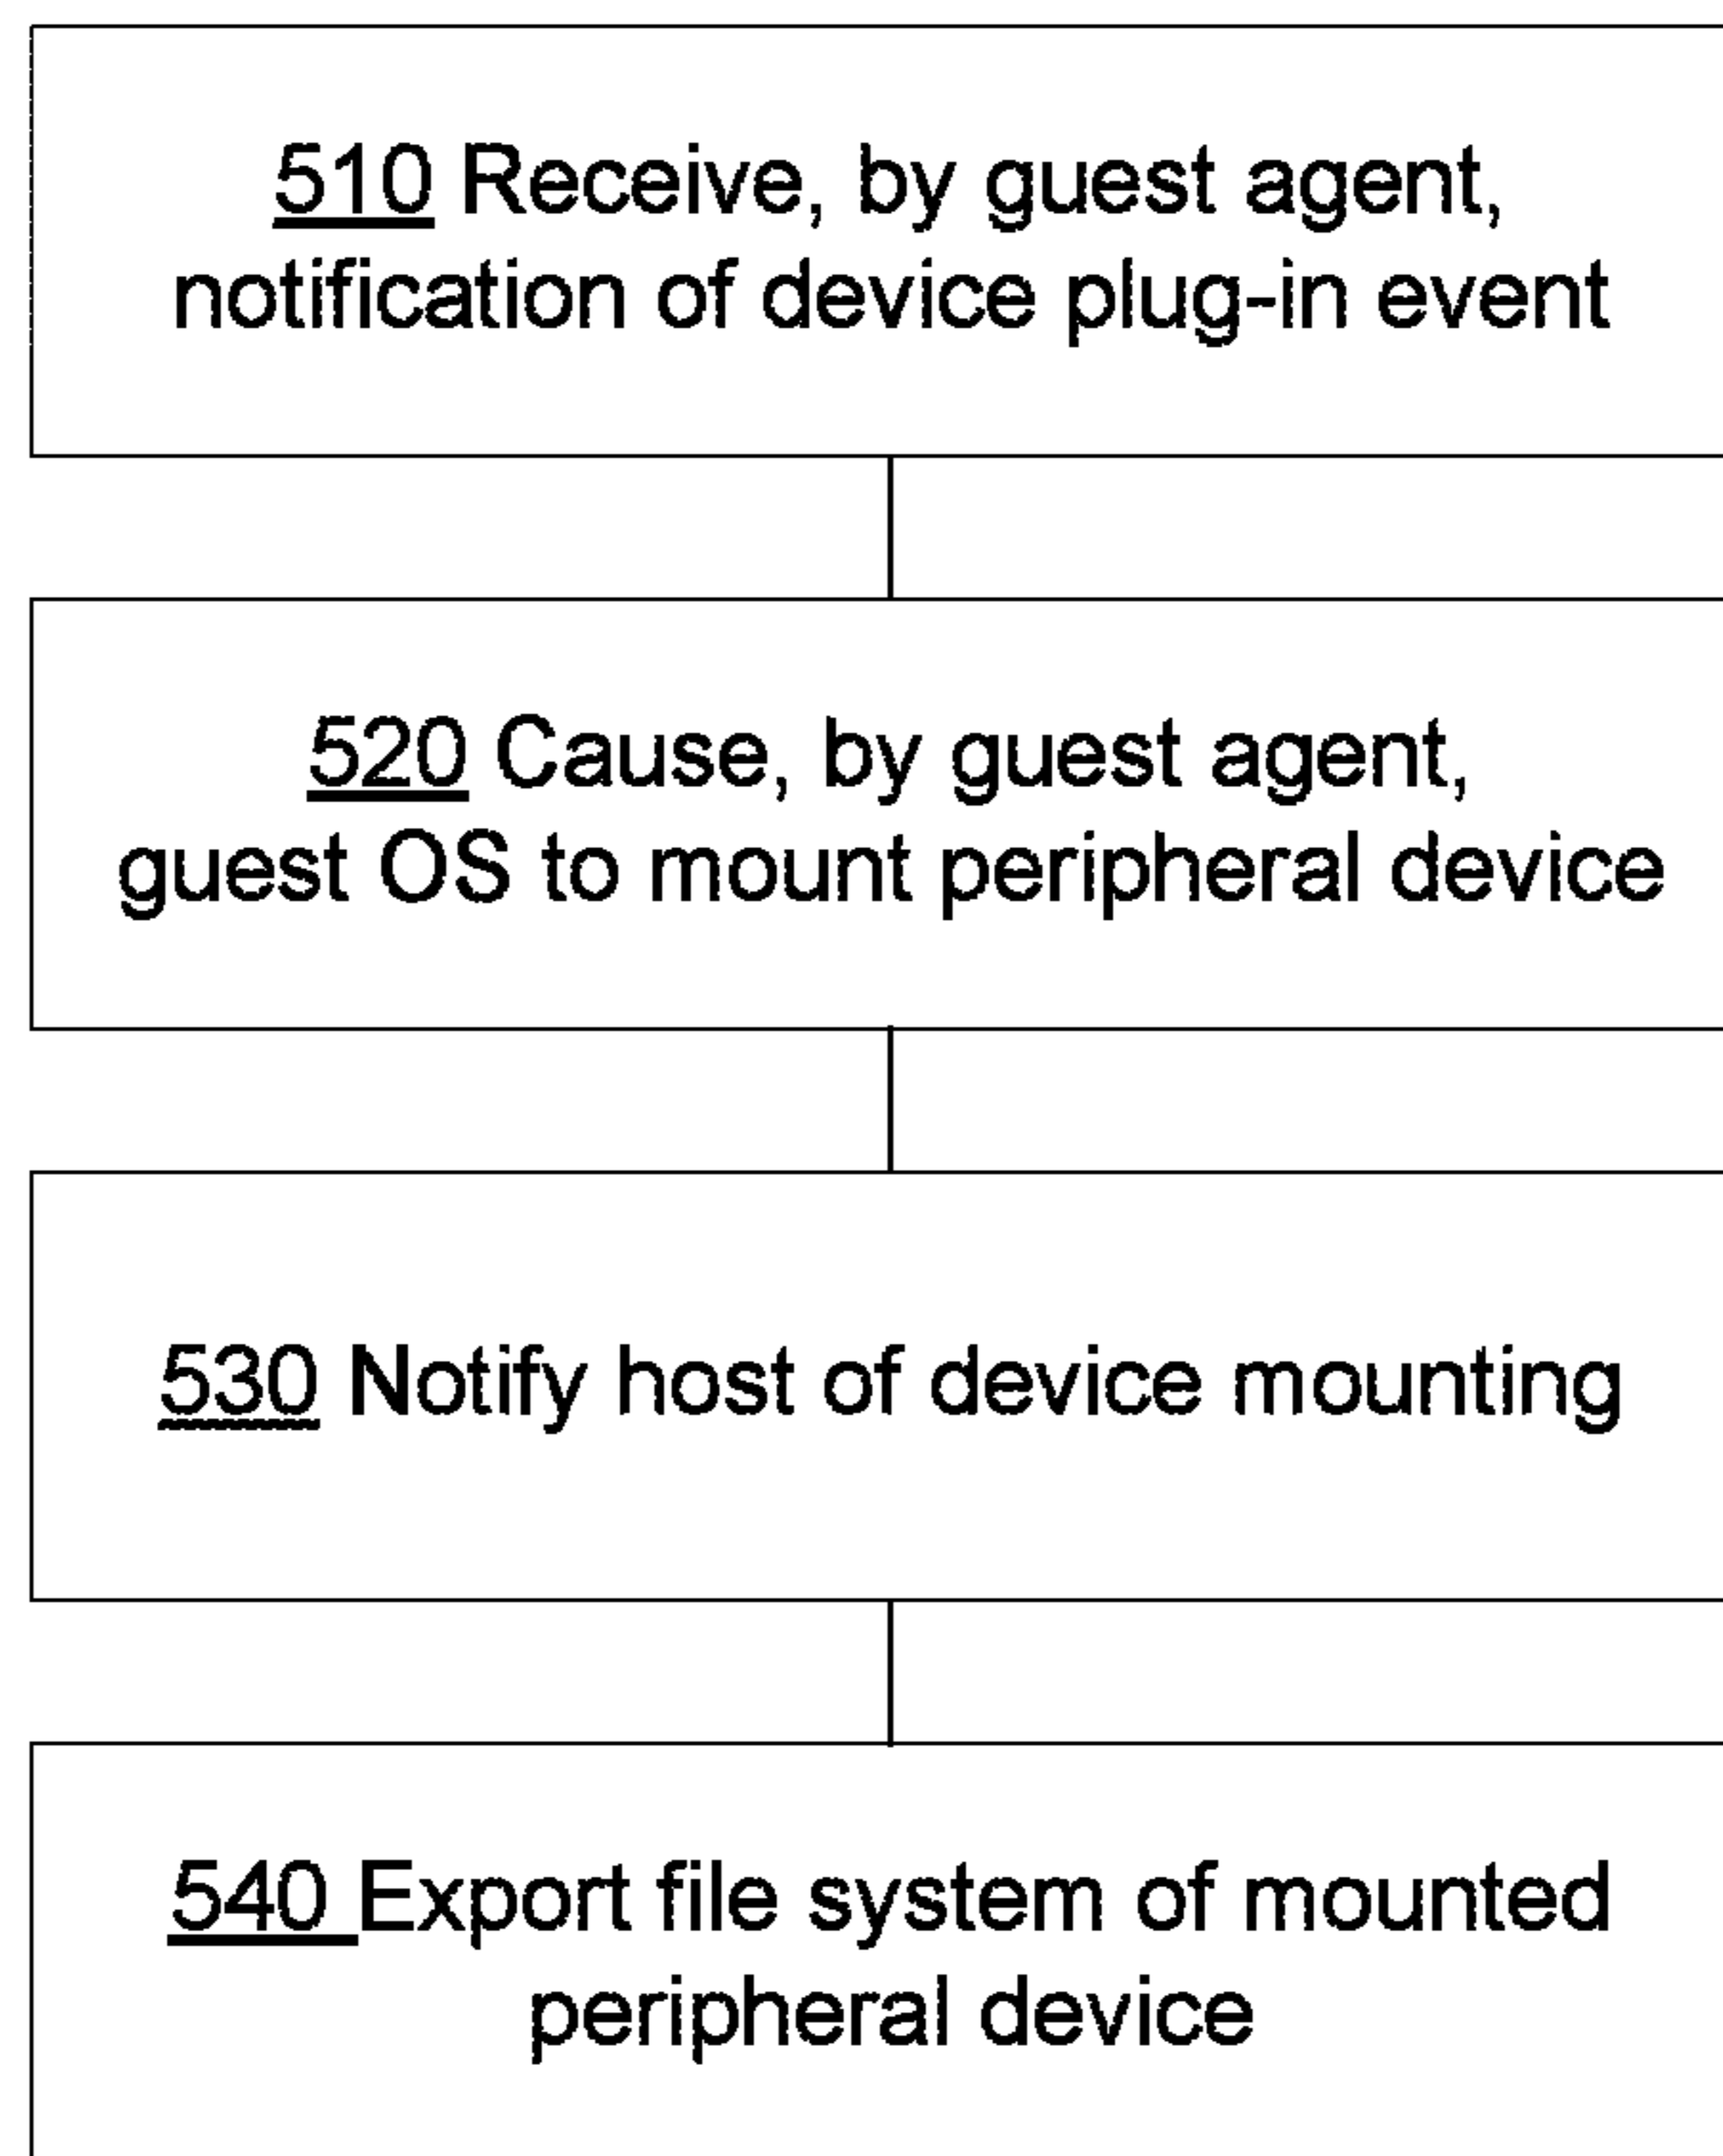 510 Receive, by guest agent,
notification of device plug-in event
520 Cause, by guest agent,
guest OS to mount peripheral device
530 Notify host of device mounting
540 Export file system of mounted
peripheral device